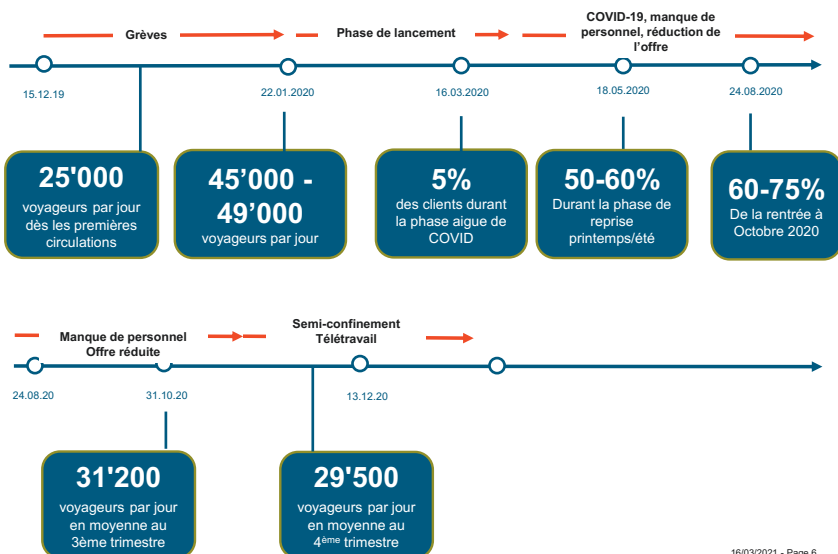 Grèves
Phase de lancement
COVID-19, manque de
personnel, réduction de
l'offre
15.12.19
22.01.2020
16.03.2020
18.05.2020
24.08.2020
25'000
voyageurs par jour
dès les premières
circulations
45’000 -
49’000
voyageurs par jour
5%
des clients durant
la phase aigue de
COVID
50-60%
Durant la phase de
reprise
printemps/été
60-75%
De la rentrée à
Octobre 2020
Manque de personnel
Offre réduite
Semi-confinement
Télétravail
24.08.20
31.10.20
13.12.20
31'200
voyageurs par jour
en moyenne au
3ème trimestre
29'500
voyageurs par jour
en moyenne au
4ème trimestre
16/03/2021 - Page 6